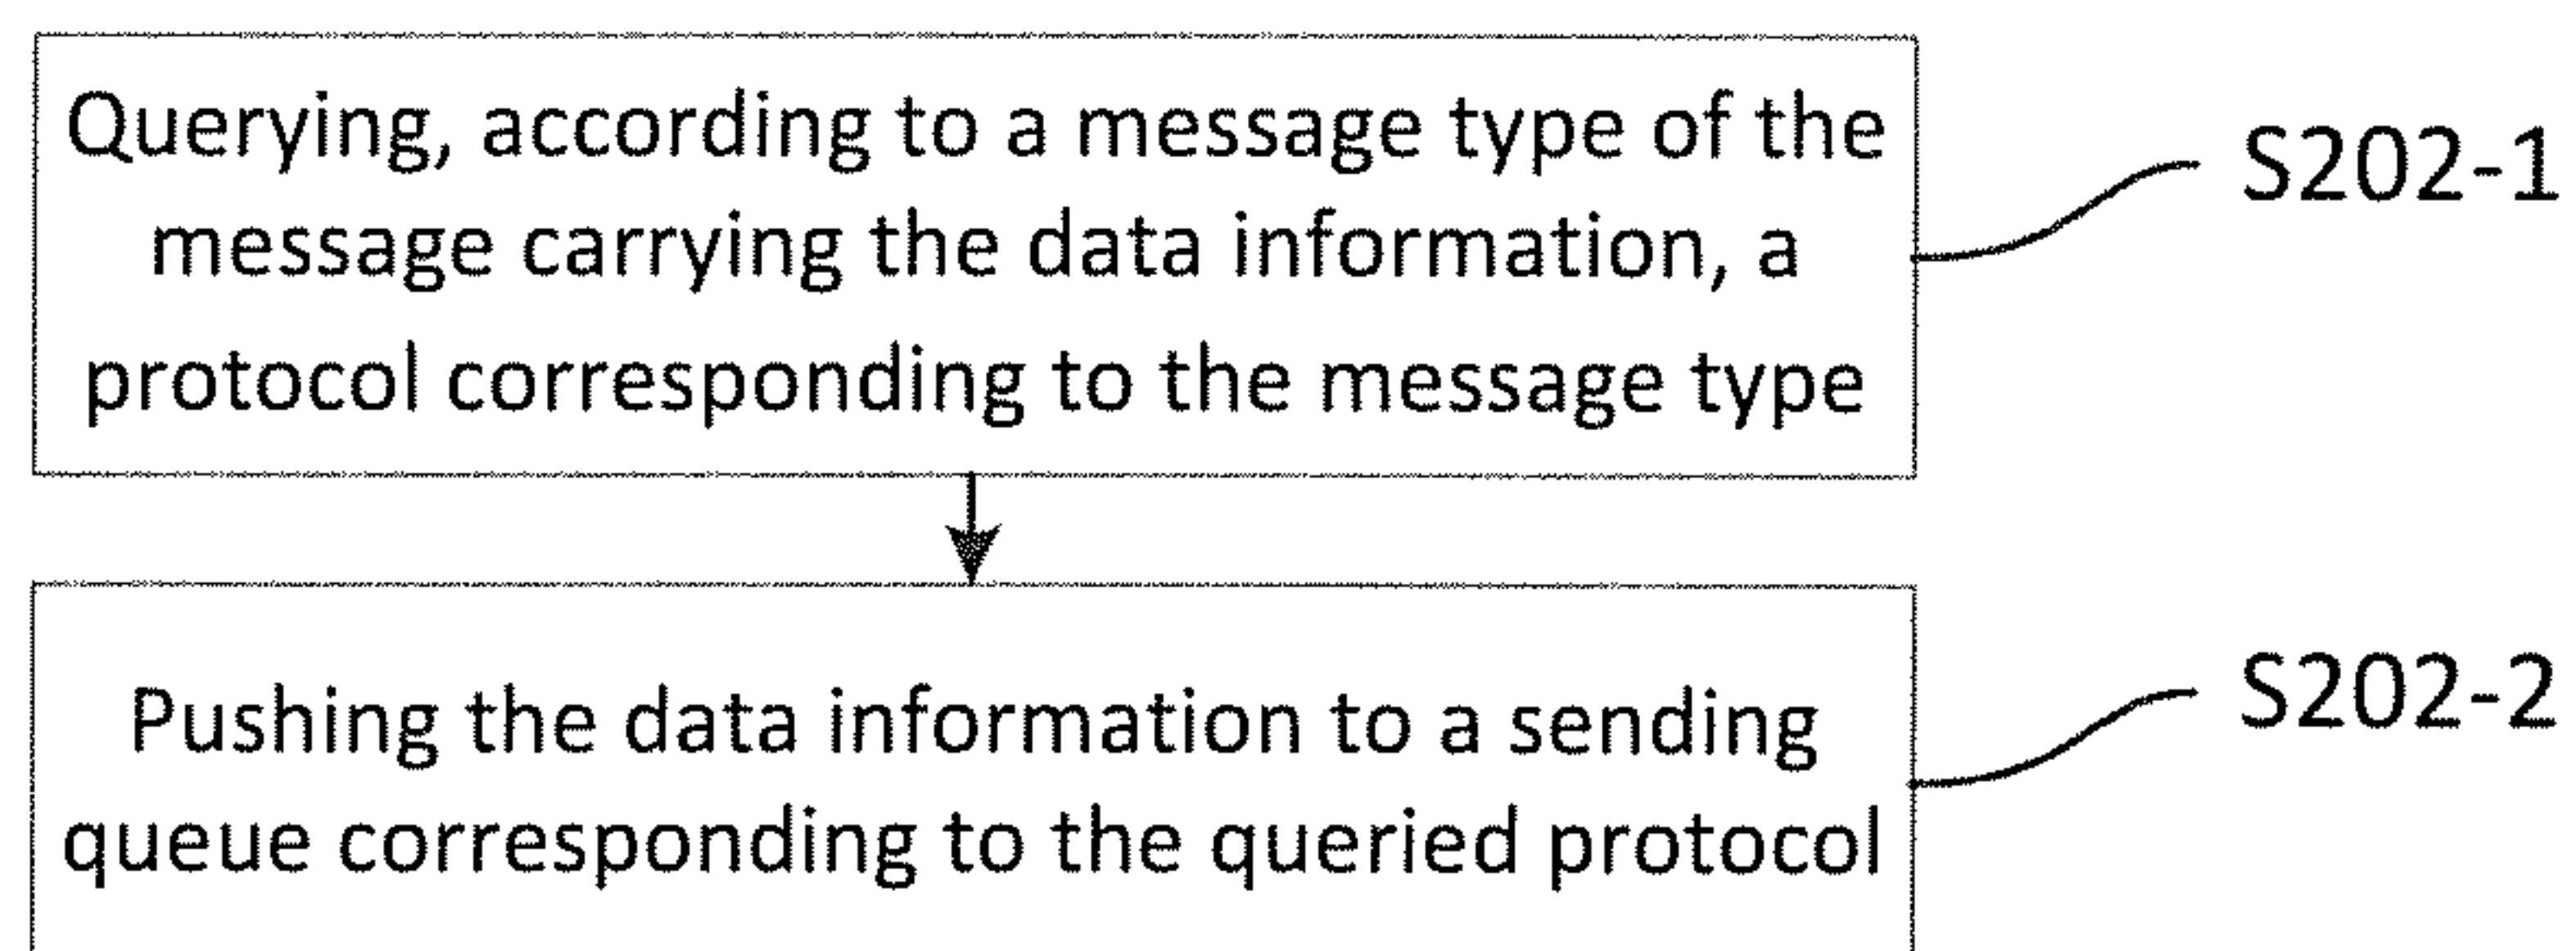 Querying, according to a message type of the
message carrying the data information, a
protocol corresponding to the message type
S202-1
Pushing the data information to a sending
queue corresponding to the queried protocol
S202-2